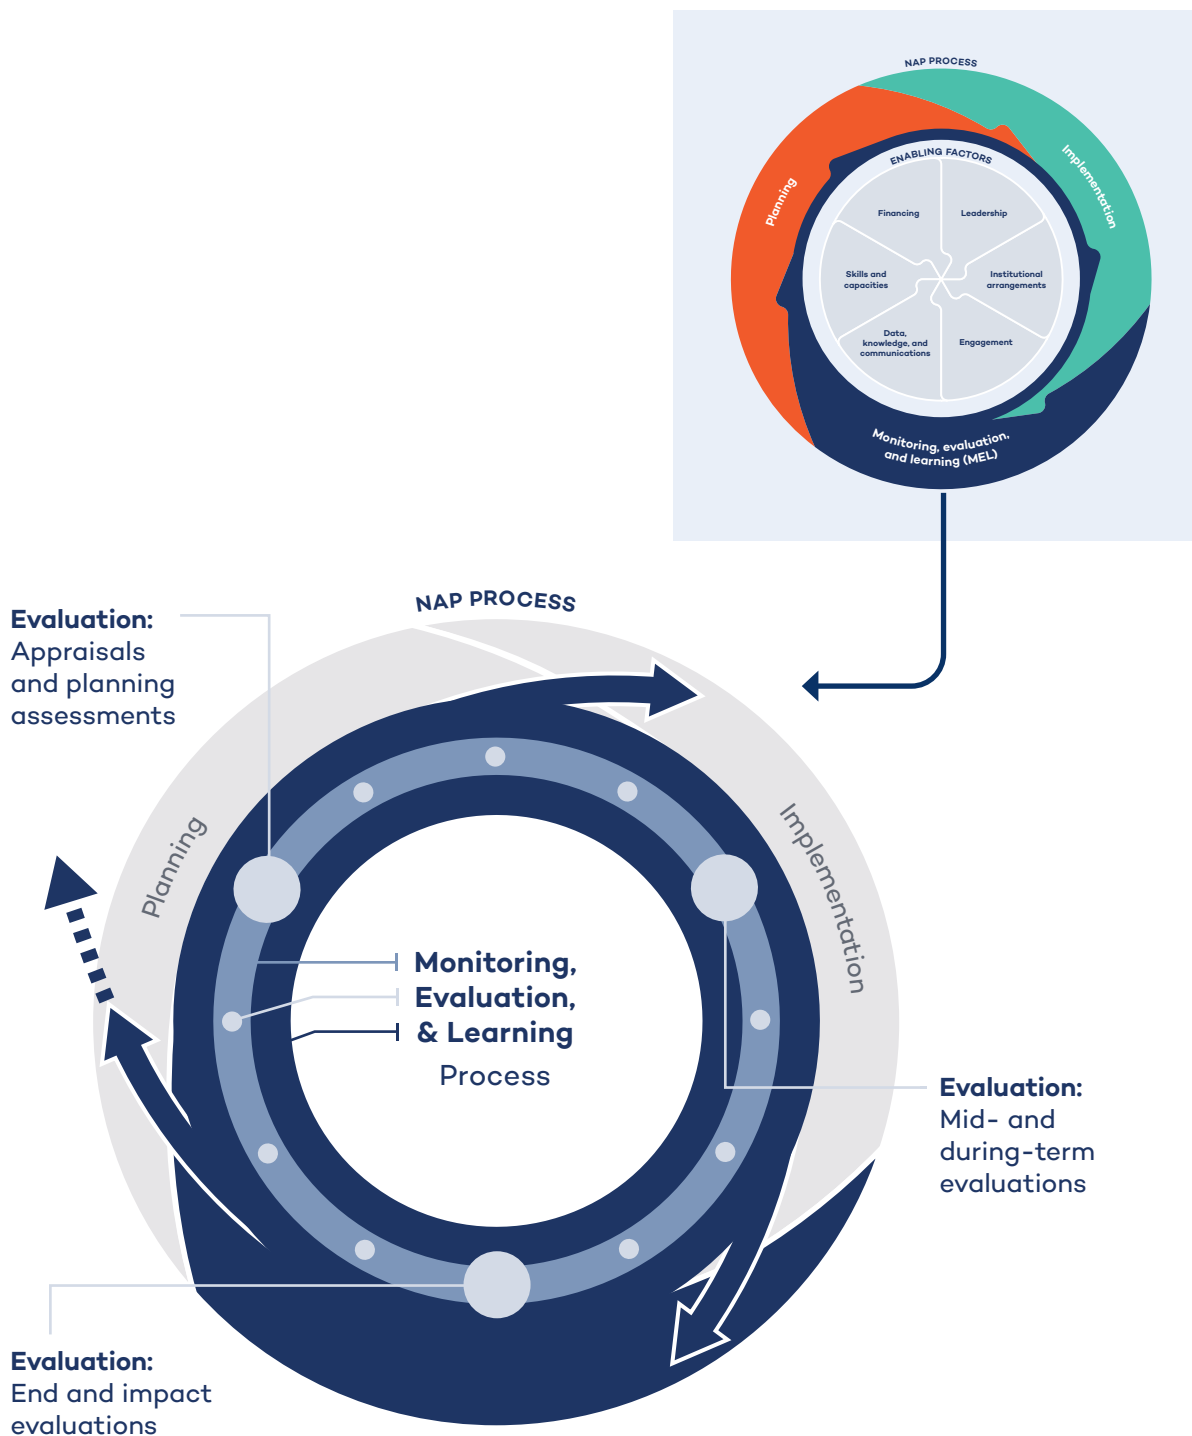 NAP PROCESS
Planning
Implementation
ENABLING FACTORS
Financing
Leadership
Skills and
capacities
Institutional
arrangements
Data,
knowledge, and
communications
Engagement
Monitoring, evaluation,
and learning (MEL)
NAP PROCESS
Evaluation:
Appraisals
and planning
assessments
Planning
Implementation
Monitoring,
Evaluation,
& Learning
Process
Evaluation:
Mid- and
during-term
evaluations
Evaluation:
End and impact
evaluations